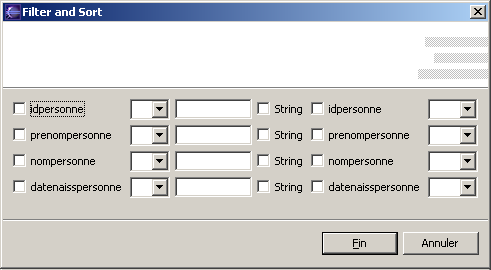 Filter and Sort
idpersonne String idpersonne
prenompersonne String prenompersonne
nompersonne String nompersonne
datenaisspersonne String datenaisspersonne
Fin Annuler